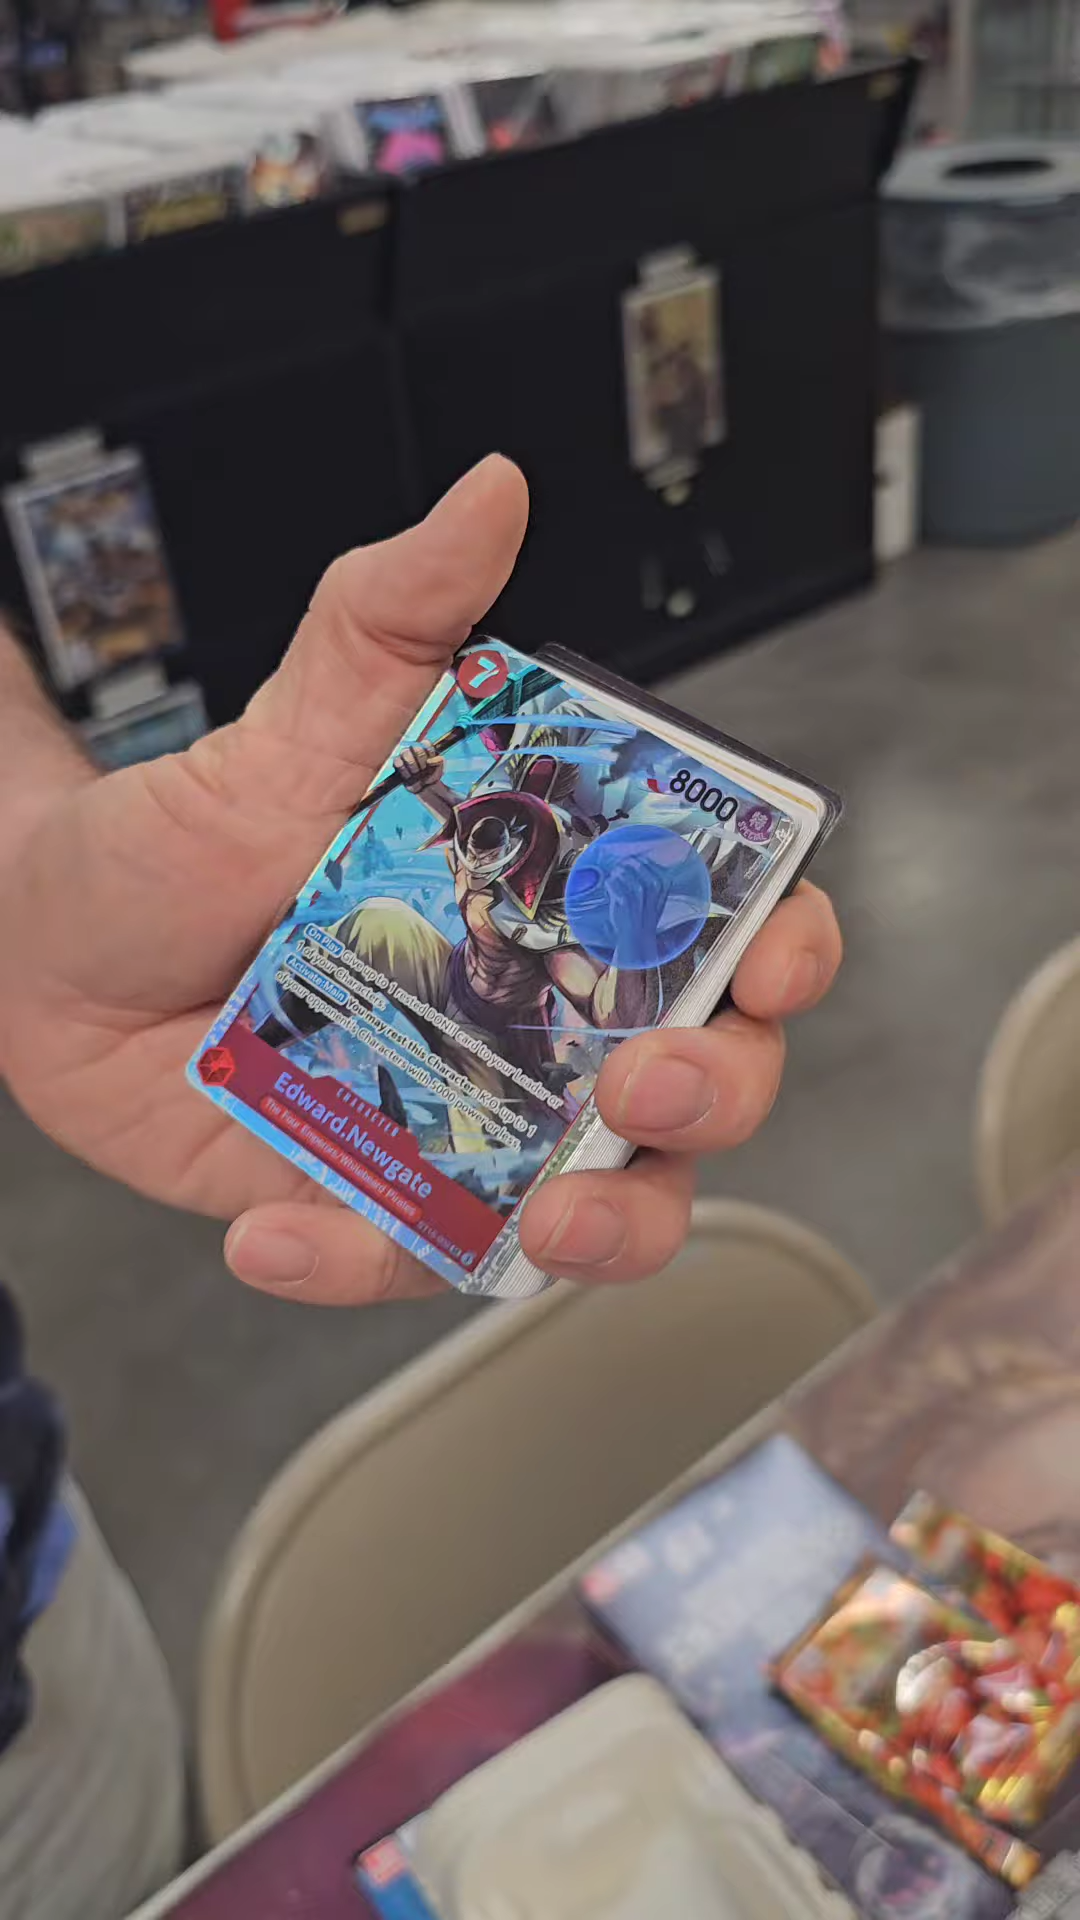 7
8000
SPECIAL
On Play Give up to 1 rested DON!! card to your Leader or
1 of your Characters.
Activate:Main You may rest this Character: K.O. up to 1
of your opponent's Characters with 5000 power or less.
CHARACTER
Edward.Newgate
The Four Emperors/Whitebeard Pirates